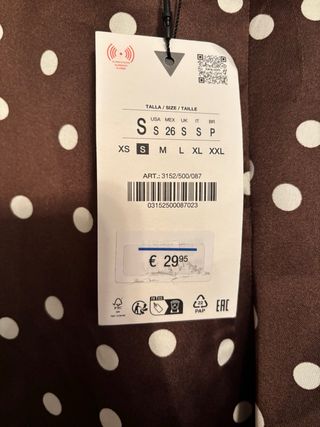 TALLA / SIZE / TAILLE
USA MEX UK IT BR
S S 26 S S P
XS S M L XL XXL
ART.: 3152/500/087
03152500087023
€ 29 95
FSC
PAP
EAC